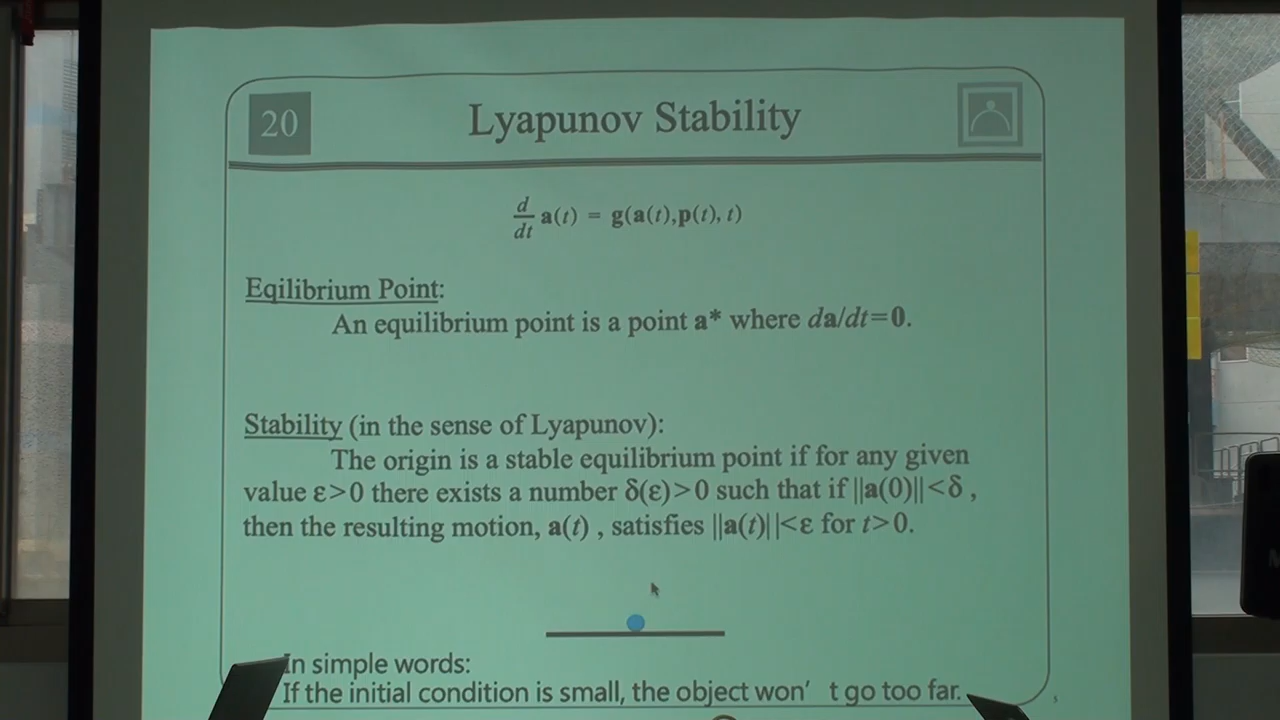 20
Lyapunov Stability
d/dt a(t) = g(a(t),p(t), t)
Eqilibrium Point:
An equilibrium point is a point a* where da/dt=0.
Stability (in the sense of Lyapunov):
The origin is a stable equilibrium point if for any given
value ε>0 there exists a number δ(ε)>0 such that if ||a(0)||<δ ,
then the resulting motion, a(t) , satisfies ||a(t)||<ε for t>0.
In simple words:
If the initial condition is small, the object won’ t go too far.